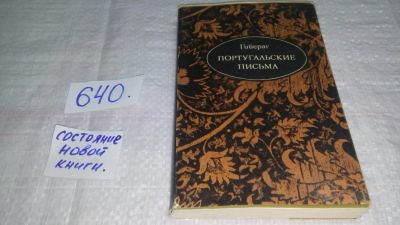 640.
СОСТОЯНИЕ
НОВОЙ
КНИГИ.
Гийераг
ПОРТУГАЛЬСКИЕ
ПИСЬМА